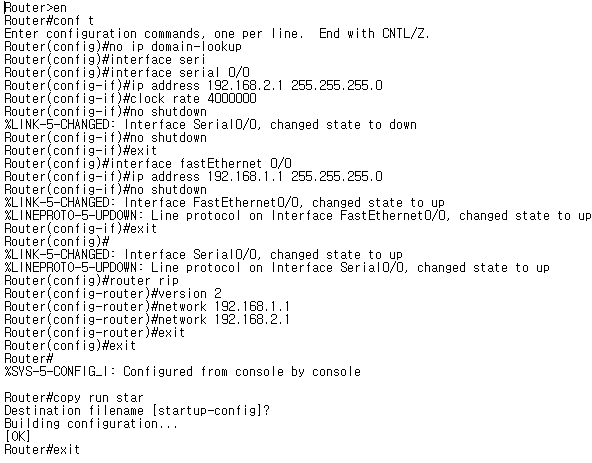 Router>en
Router#conf t
Enter configuration commands, one per line.  End with CNTL/Z.
Router(config)#no ip domain-lookup
Router(config)#interface seri
Router(config)#interface serial 0/0
Router(config-if)#ip address 192.168.2.1 255.255.255.0
Router(config-if)#clock rate 4000000
Router(config-if)#no shutdown
%LINK-5-CHANGED: Interface Serial0/0, changed state to down
Router(config-if)#no shutdown
Router(config-if)#exit
Router(config)#interface fastEthernet 0/0
Router(config-if)#ip address 192.168.1.1 255.255.255.0
Router(config-if)#no shutdown
%LINK-5-CHANGED: Interface FastEthernet0/0, changed state to up
%LINEPROTO-5-UPDOWN: Line protocol on Interface FastEthernet0/0, changed state to up
Router(config-if)#exit
Router(config)#
%LINK-5-CHANGED: Interface Serial0/0, changed state to up
%LINEPROTO-5-UPDOWN: Line protocol on Interface Serial0/0, changed state to up
Router(config)#router rip
Router(config-router)#version 2
Router(config-router)#network 192.168.1.1
Router(config-router)#network 192.168.2.1
Router(config-router)#exit
Router(config)#exit
Router#
%SYS-5-CONFIG_I: Configured from console by console
Router#copy run star
Destination filename [startup-config]?
Building configuration...
[OK]
Router#exit